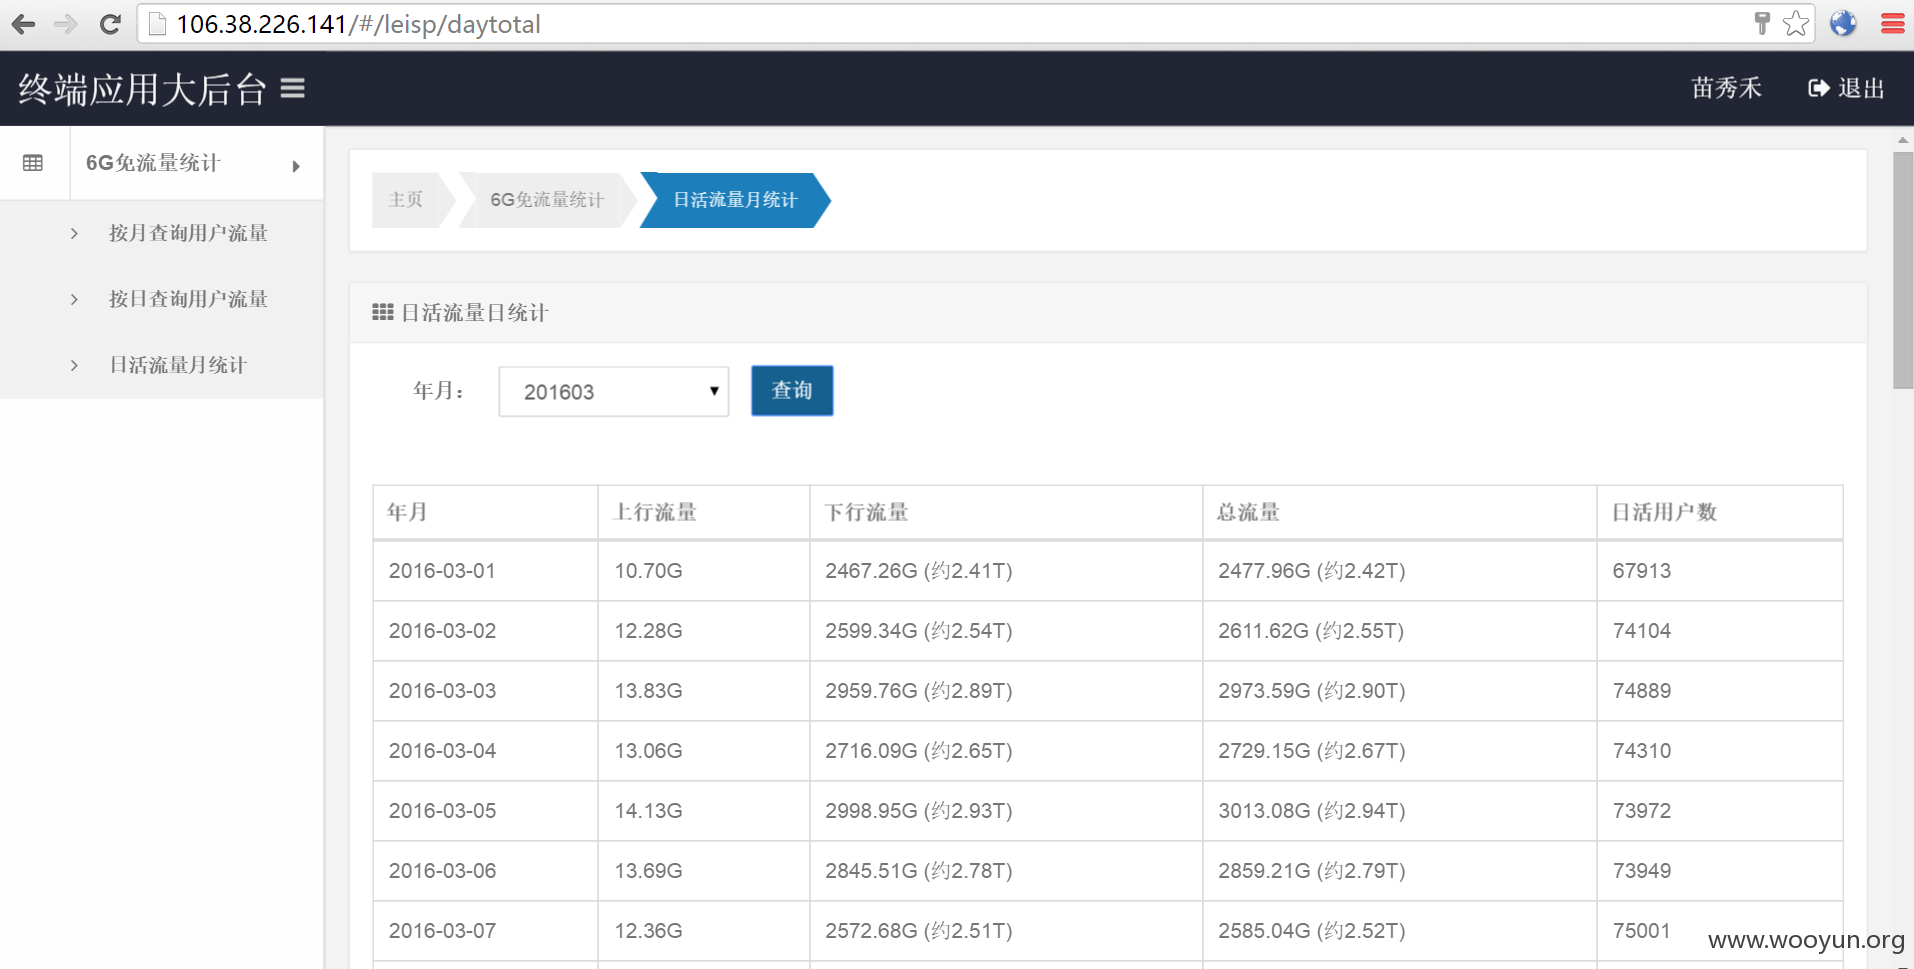 106.38.226.141/#/leisp/daytotal
终端应用大后台
苗秀禾
退出
6G免流量统计
按月查询用户流量
按日查询用户流量
日活流量月统计
主页 6G免流量统计 日活流量月统计
日活流量日统计
年月： 201603 查询
年月 上行流量 下行流量 总流量 日活用户数
2016-03-01 10.70G 2467.26G (约2.41T) 2477.96G (约2.42T) 67913
2016-03-02 12.28G 2599.34G (约2.54T) 2611.62G (约2.55T) 74104
2016-03-03 13.83G 2959.76G (约2.89T) 2973.59G (约2.90T) 74889
2016-03-04 13.06G 2716.09G (约2.65T) 2729.15G (约2.67T) 74310
2016-03-05 14.13G 2998.95G (约2.93T) 3013.08G (约2.94T) 73972
2016-03-06 13.69G 2845.51G (约2.78T) 2859.21G (约2.79T) 73949
2016-03-07 12.36G 2572.68G (约2.51T) 2585.04G (约2.52T) 75001
www.wooyun.org